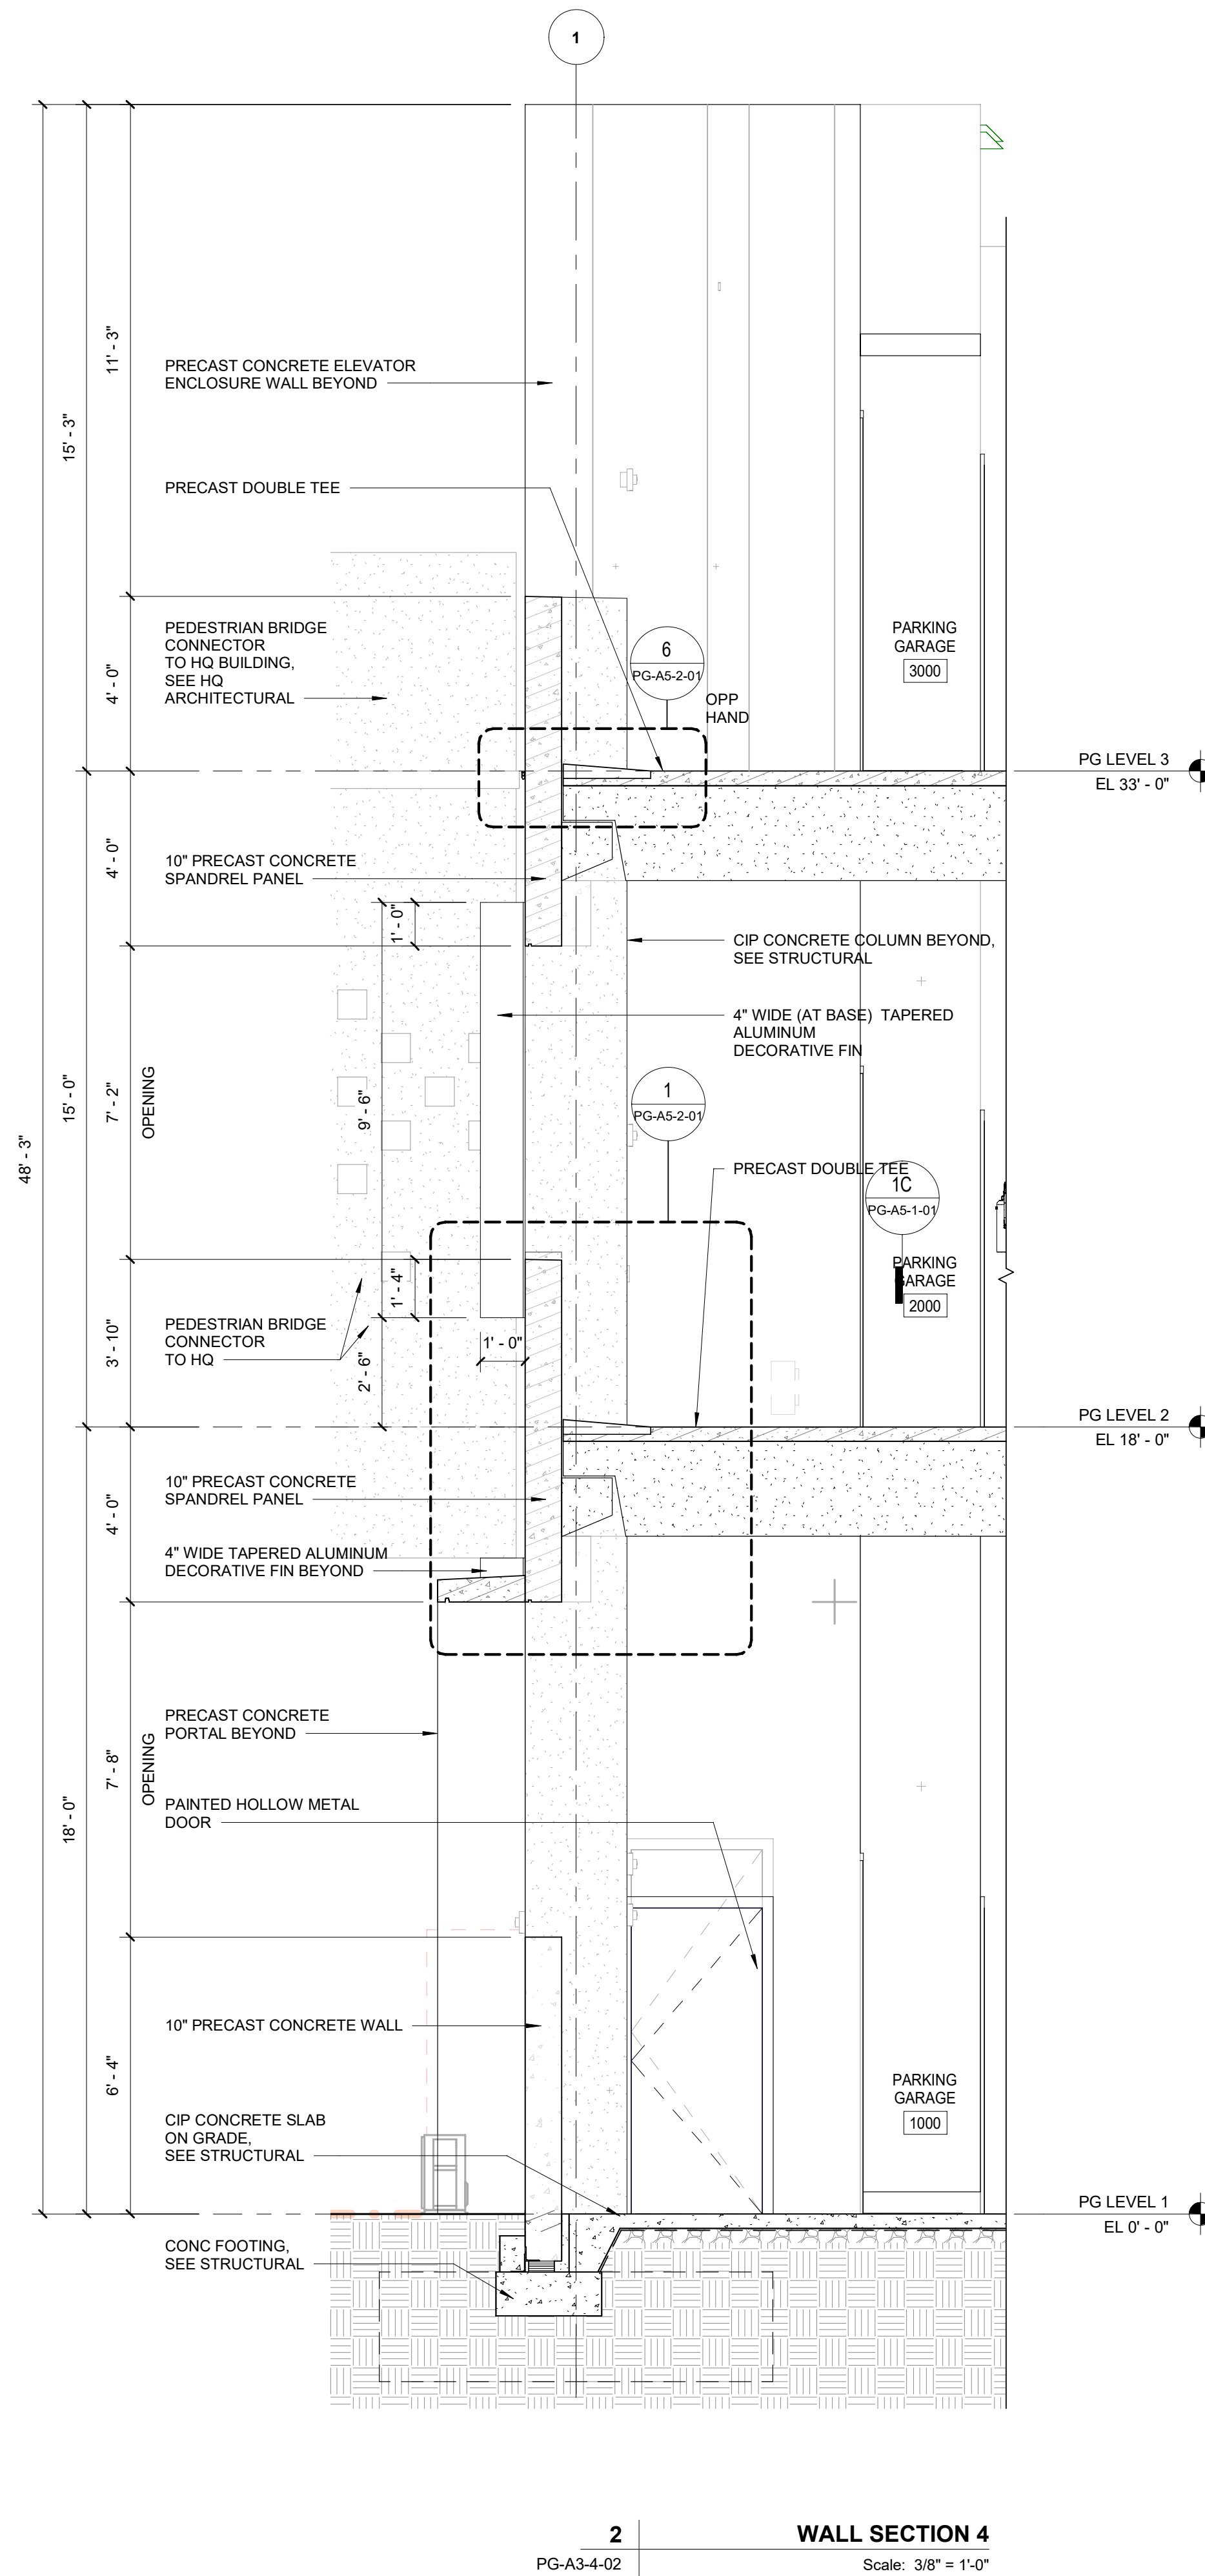 1
11' - 3"
15' - 3"
PRECAST CONCRETE ELEVATOR
ENCLOSURE WALL BEYOND
PRECAST DOUBLE TEE
PEDESTRIAN BRIDGE
CONNECTOR
TO HQ BUILDING,
SEE HQ
ARCHITECTURAL
4' - 0"
6
PG-A5-2-01
OPP
HAND
PARKING
GARAGE
3000
PG LEVEL 3
EL 33' - 0"
4' - 0"
10" PRECAST CONCRETE
SPANDREL PANEL
1' - 0"
CIP CONCRETE COLUMN BEYOND,
SEE STRUCTURAL
4" WIDE (AT BASE) TAPERED
ALUMINUM
DECORATIVE FIN
48' - 3"
15' - 0"
7' - 2"
OPENING
9' - 6"
1
PG-A5-2-01
PRECAST DOUBLE TEE
1C
PG-A5-1-01
PARKING
GARAGE
2000
3' - 10"
1' - 4"
PEDESTRIAN BRIDGE
CONNECTOR
TO HQ
2' - 6"
1' - 0"
PG LEVEL 2
EL 18' - 0"
4' - 0"
10" PRECAST CONCRETE
SPANDREL PANEL
4" WIDE TAPERED ALUMINUM
DECORATIVE FIN BEYOND
PRECAST CONCRETE
PORTAL BEYOND
18' - 0"
7' - 8"
OPENING
PAINTED HOLLOW METAL
DOOR
10" PRECAST CONCRETE WALL
6' - 4"
PARKING
GARAGE
1000
CIP CONCRETE SLAB
ON GRADE,
SEE STRUCTURAL
PG LEVEL 1
EL 0' - 0"
CONC FOOTING,
SEE STRUCTURAL
2
WALL SECTION 4
PG-A3-4-02
Scale: 3/8" = 1'-0"